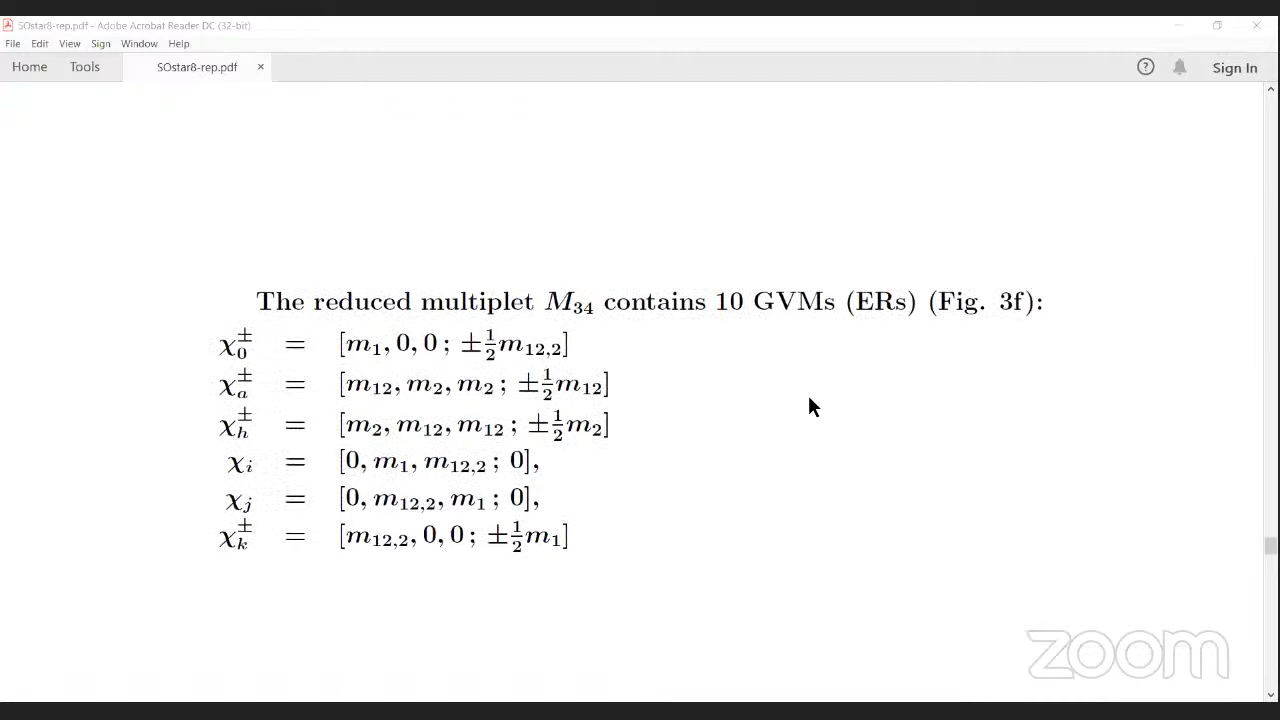 SOstar8-rep.pdf - Adobe Acrobat Reader DC (32-bit)
File Edit View Sign Window Help
Home Tools SOstar8-rep.pdf × Sign In
The reduced multiplet M₃₄ contains 10 GVMs (ERs) (Fig. 3f):
χ₀^± = [m₁, 0, 0 ; ±½m₁₂,₂]
χₐ^± = [m₁₂, m₂, m₂ ; ±½m₁₂]
χₕ^± = [m₂, m₁₂, m₁₂ ; ±½m₂]
χᵢ = [0, m₁, m₁₂,₂ ; 0],
χⱼ = [0, m₁₂,₂, m₁ ; 0],
χₖ^± = [m₁₂,₂, 0, 0 ; ±½m₁]
zoom